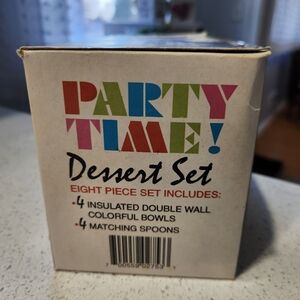 PARTY
TIME!
Dessert Set
EIGHT PIECE SET INCLUDES:
•4 INSULATED DOUBLE WALL
COLORFUL BOWLS
•4 MATCHING SPOONS